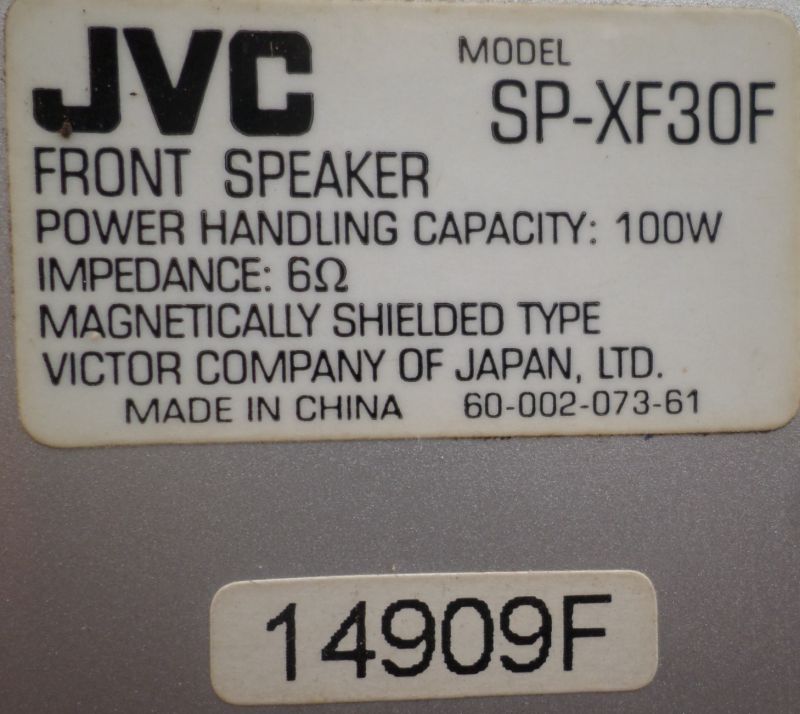 JVC
MODEL
SP-XF30F
FRONT SPEAKER
POWER HANDLING CAPACITY: 100W
IMPEDANCE: 6Ω
MAGNETICALLY SHIELDED TYPE
VICTOR COMPANY OF JAPAN, LTD.
MADE IN CHINA 60-002-073-61
14909F